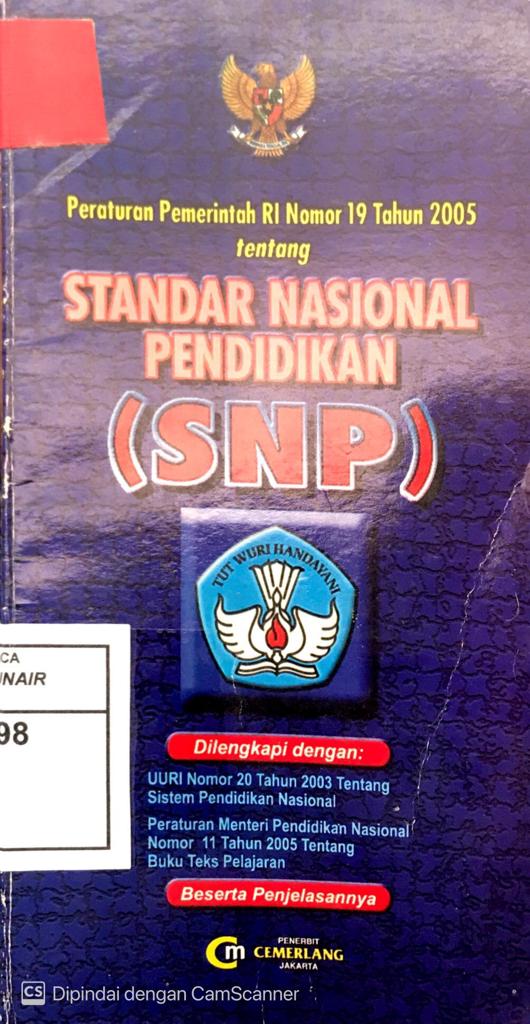 Peraturan Pemerintah RI Nomor 19 Tahun 2005
tentang
STANDAR NASIONAL
PENDIDIKAN
(SNP)
TUT WURI HANDAYANI
CA
NAIR
98
Dilengkapi dengan:
UURI Nomor 20 Tahun 2003 Tentang
Sistem Pendidikan Nasional
Peraturan Menteri Pendidikan Nasional
Nomor 11 Tahun 2005 Tentang
Buku Teks Pelajaran
Beserta Penjelasannya
Cm
PENERBIT
CEMERLANG
JAKARTA
CS Dipindai dengan CamScanner